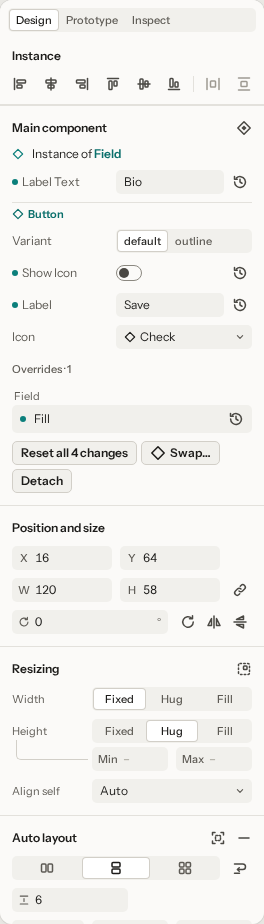 Design Prototype Inspect
Instance
Main component
Instance of Field
Label Text Bio
Button
Variant default outline
Show Icon
Label Save
Icon Check
Overrides·1
Field
Fill
Reset all 4 changes Swap...
Detach
Position and size
X 16 Y 64
W 120 H 58
0 °
Resizing
Width Fixed Hug Fill
Height Fixed Hug Fill
Min – Max –
Align self Auto
Auto layout
6